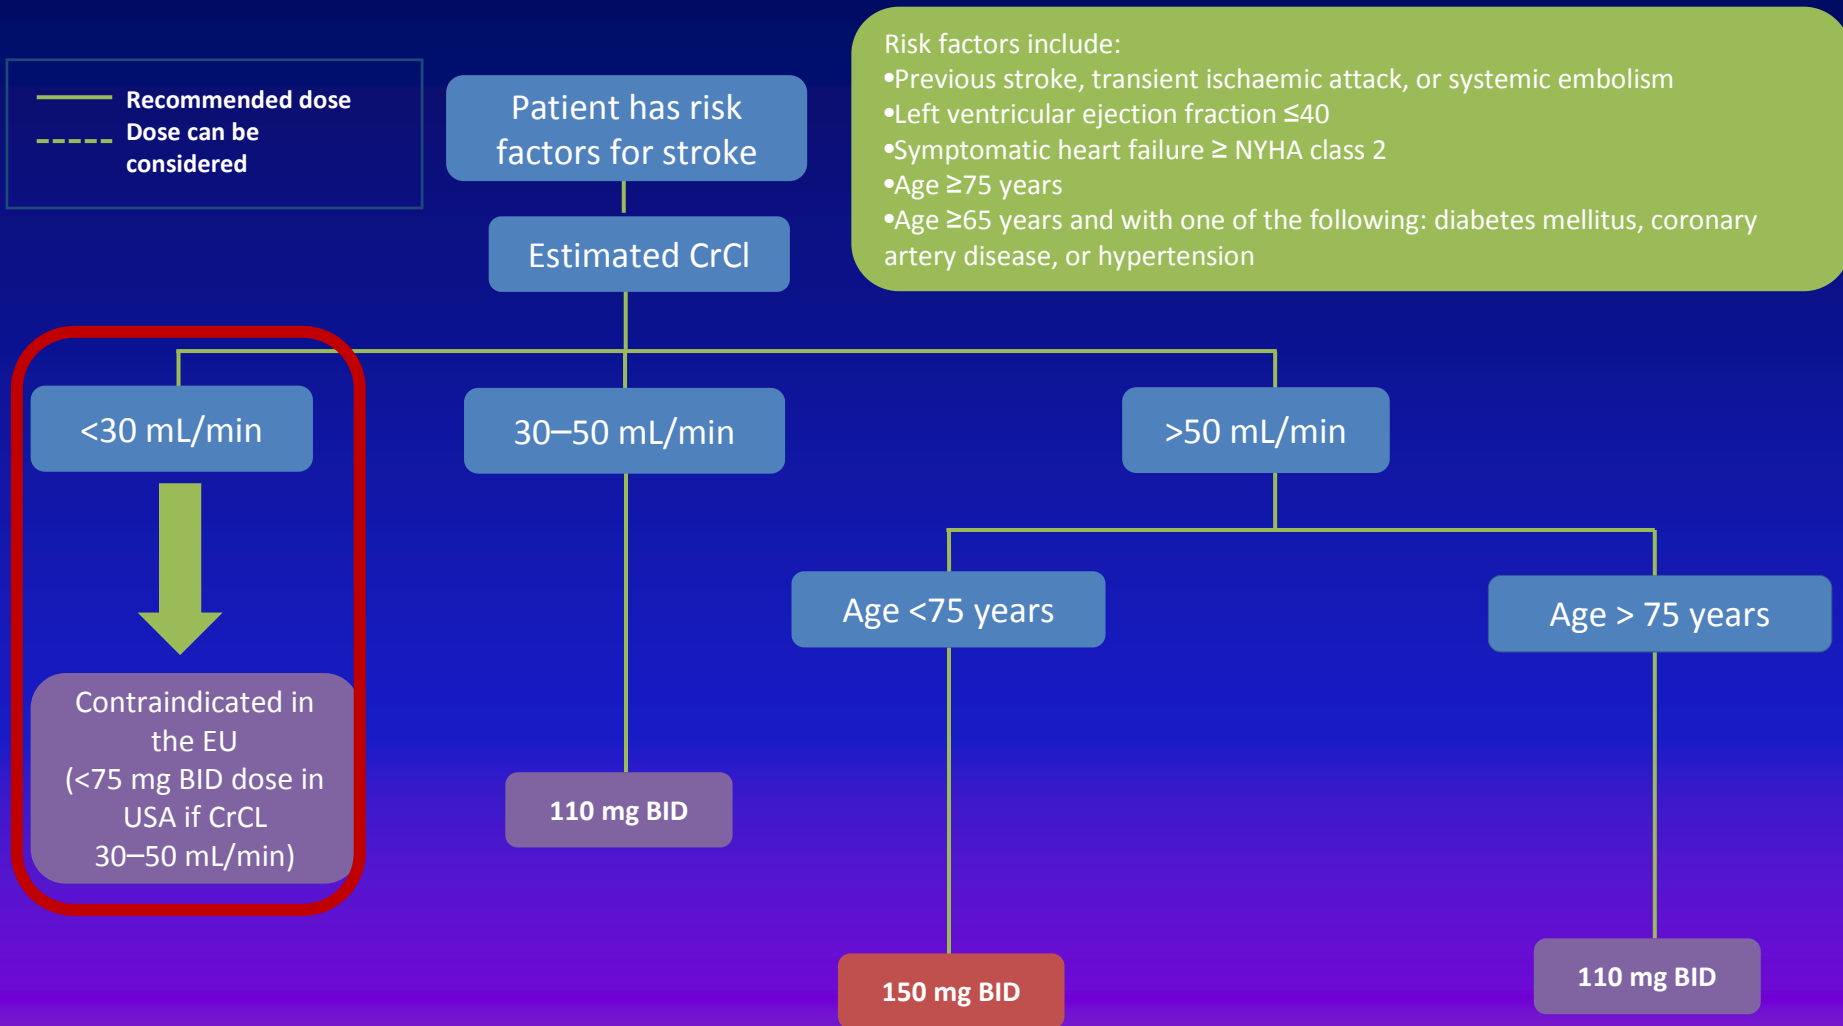 Recommended dose
Dose can be
considered
Patient has risk
factors for stroke
Risk factors include:
•Previous stroke, transient ischaemic attack, or systemic embolism
•Left ventricular ejection fraction ≤40
•Symptomatic heart failure ≥ NYHA class 2
•Age ≥75 years
•Age ≥65 years and with one of the following: diabetes mellitus, coronary
artery disease, or hypertension
Estimated CrCl
<30 mL/min
30–50 mL/min
>50 mL/min
Age <75 years
Age > 75 years
Contraindicated in
the EU
(<75 mg BID dose in
USA if CrCL
30–50 mL/min)
110 mg BID
150 mg BID
110 mg BID